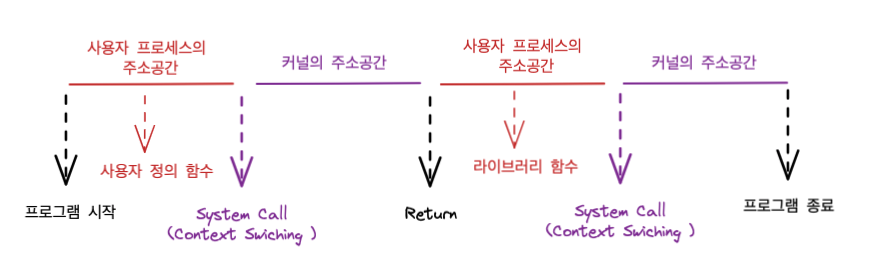 사용자 프로세스의
주소공간
커널의 주소공간
사용자 프로세스의
주소공간
커널의 주소공간
사용자 정의 함수
라이브러리 함수
프로그램 시작
System Call
(Context Swiching )
Return
System Call
(Context Swiching )
프로그램 종료